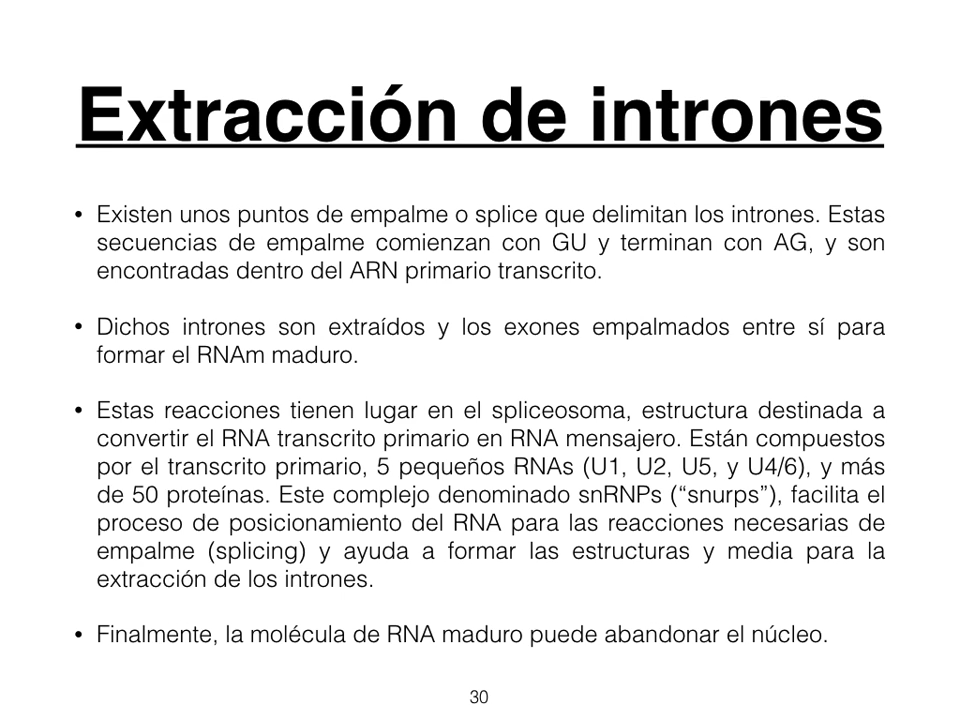 Extracción de intrones
• Existen unos puntos de empalme o splice que delimitan los intrones. Estas
secuencias de empalme comienzan con GU y terminan con AG, y son
encontradas dentro del ARN primario transcrito.
• Dichos intrones son extraídos y los exones empalmados entre sí para
formar el RNAm maduro.
• Estas reacciones tienen lugar en el spliceosoma, estructura destinada a
convertir el RNA transcrito primario en RNA mensajero. Están compuestos
por el transcrito primario, 5 pequeños RNAs (U1, U2, U5, y U4/6), y más
de 50 proteínas. Este complejo denominado snRNPs (“snurps”), facilita el
proceso de posicionamiento del RNA para las reacciones necesarias de
empalme (splicing) y ayuda a formar las estructuras y media para la
extracción de los intrones.
• Finalmente, la molécula de RNA maduro puede abandonar el núcleo.
30